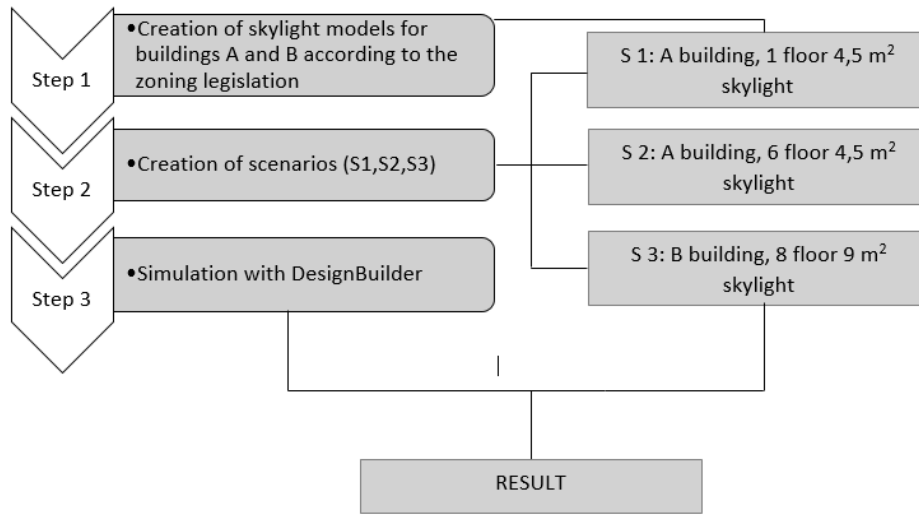 Step 1
•Creation of skylight models for
buildings A and B according to the
zoning legislation
Step 2
•Creation of scenarios (S1,S2,S3)
Step 3
•Simulation with DesignBuilder
S 1: A building, 1 floor 4,5 m²
skylight
S 2: A building, 6 floor 4,5 m²
skylight
S 3: B building, 8 floor 9 m²
skylight
RESULT